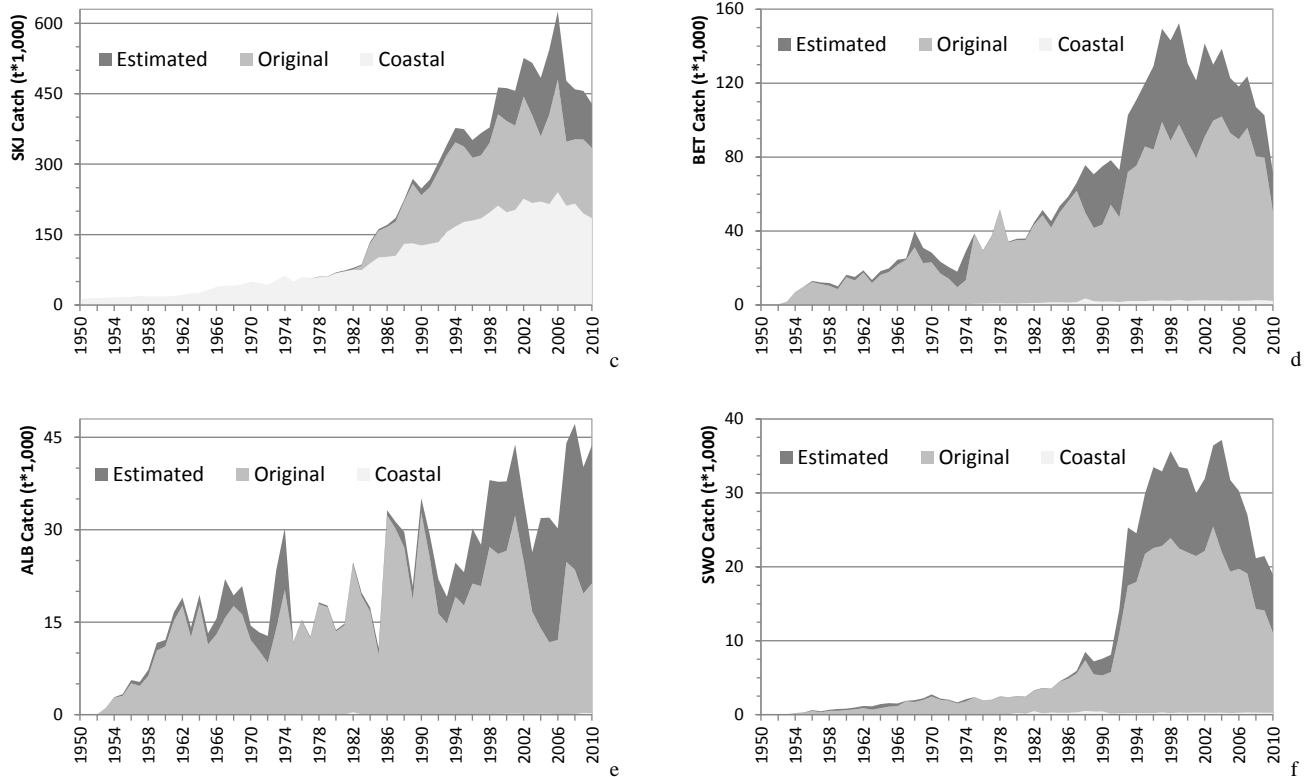 SKJ Catch (t*1,000)
600
450
300
150
0
Estimated Original Coastal
1950 1954 1958 1962 1966 1970 1974 1978 1982 1986 1990 1994 1998 2002 2006 2010
c
BET Catch (t*1,000)
160
120
80
40
0
Estimated Original Coastal
1950 1954 1958 1962 1966 1970 1974 1978 1982 1986 1990 1994 1998 2002 2006 2010
d
ALB Catch (t*1,000)
45
30
15
0
Estimated Original Coastal
1950 1954 1958 1962 1966 1970 1974 1978 1982 1986 1990 1994 1998 2002 2006 2010
e
SWO Catch (t*1,000)
40
30
20
10
0
Estimated Original Coastal
1950 1954 1958 1962 1966 1970 1974 1978 1982 1986 1990 1994 1998 2002 2006 2010
f